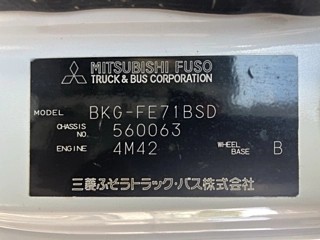 MITSUBISHI FUSO
TRUCK & BUS CORPORATION
MODEL BKG-FE71BSD
CHASSIS NO. 560063
ENGINE 4M42 WHEEL BASE B
三菱ふそうトラック・バス株式会社